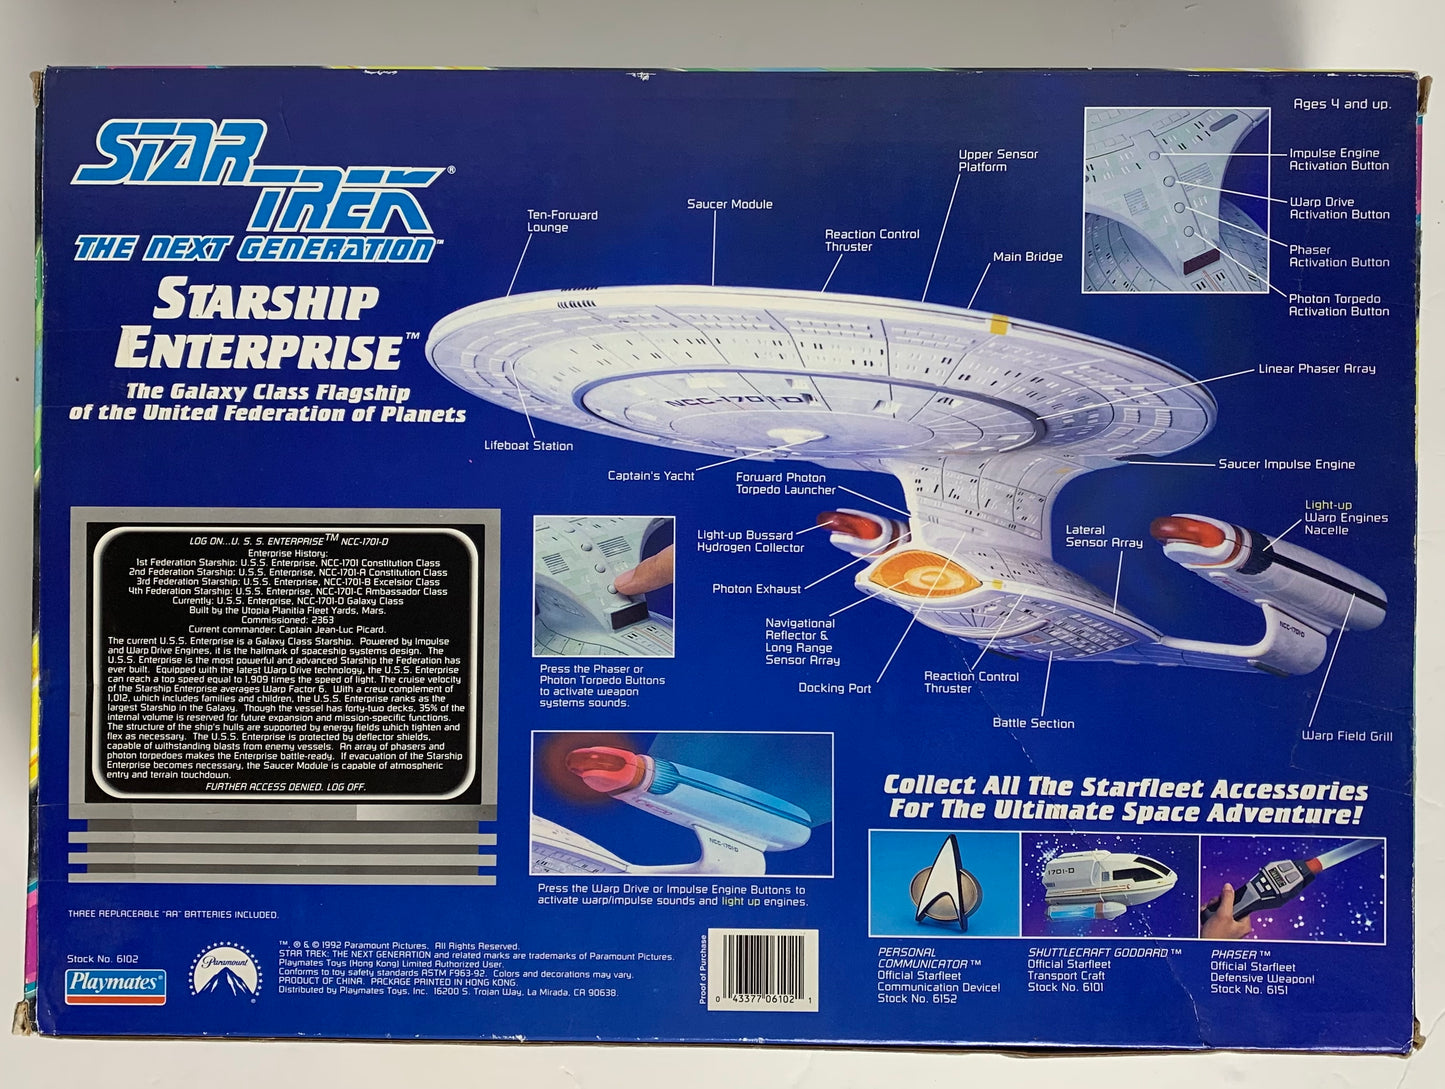 Ages 4 and up.
STAR TREK®
THE NEXT GENERATION™
STARSHIP
ENTERPRISE™
The Galaxy Class Flagship
of the United Federation of Planets
Ten-Forward
Lounge
Saucer Module
Reaction Control
Thruster
Upper Sensor
Platform
Main Bridge
Impulse Engine
Activation Button
Warp Drive
Activation Button
Phaser
Activation Button
Photon Torpedo
Activation Button
Linear Phaser Array
NCC-1701-D
Lifeboat Station
Captain's Yacht
Forward Photon
Torpedo Launcher
Saucer Impulse Engine
Light-up Bussard
Hydrogen Collector
Lateral
Sensor Array
Light-up
Warp Engines
Nacelle
Photon Exhaust
Navigational
Reflector &
Long Range
Sensor Array
NCC-1701-D
Docking Port
Reaction Control
Thruster
Battle Section
Warp Field Grill
LOG ON...U. S. S. ENTERPRISE™ NCC-1701-D
Enterprise History:
1st Federation Starship: U.S.S. Enterprise, NCC-1701 Constitution Class
2nd Federation Starship: U.S.S. Enterprise, NCC-1701-A Constitution Class
3rd Federation Starship: U.S.S. Enterprise, NCC-1701-B Excelsior Class
4th Federation Starship: U.S.S. Enterprise, NCC-1701-C Ambassador Class
Currently: U.S.S. Enterprise, NCC-1701-D Galaxy Class
Built by the Utopia Planitia Fleet Yards, Mars.
Commissioned: 2363
Current commander: Captain Jean-Luc Picard.
The current U.S.S. Enterprise is a Galaxy Class Starship. Powered by Impulse
and Warp Drive Engines, it is the hallmark of spaceship systems design. The
U.S.S. Enterprise is the most powerful and advanced Starship the Federation has
ever built. Equipped with the latest Warp Drive technology, the U.S.S. Enterprise
can reach a top speed equal to 1,909 times the speed of light. The cruise velocity
of the Starship Enterprise averages Warp Factor 6. With a crew complement of
1,012, which includes families and children, the U.S.S. Enterprise ranks as the
largest Starship in the Galaxy. Though the vessel has forty-two decks, 35% of the
internal volume is reserved for future expansion and mission-specific functions.
The structure of the ship's hulls are supported by energy fields which tighten and
flex as necessary. The U.S.S. Enterprise is protected by deflector shields,
capable of withstanding blasts from enemy vessels. An array of phasers and
photon torpedoes makes the Enterprise battle-ready. If evacuation of the Starship
Enterprise becomes necessary, the Saucer Module is capable of atmospheric
entry and terrain touchdown.
FURTHER ACCESS DENIED. LOG OFF.
Press the Phaser or
Photon Torpedo Buttons
to activate weapon
systems sounds.
NCC-1701-D
Press the Warp Drive or Impulse Engine Buttons to
activate warp/impulse sounds and light up engines.
Collect All The Starfleet Accessories
For The Ultimate Space Adventure!
1701-D
PERSONAL
COMMUNICATOR™
Official Starfleet
Communication Device!
Stock No. 6152
SHUTTLECRAFT GODDARD™
Official Starfleet
Transport Craft
Stock No. 6101
PHASER™
Official Starfleet
Defensive Weapon!
Stock No. 6151
THREE REPLACEABLE "AA" BATTERIES INCLUDED.
Stock No. 6102
Playmates®
Paramount
™, ® & © 1992 Paramount Pictures. All Rights Reserved.
STAR TREK: THE NEXT GENERATION and related marks are trademarks of Paramount Pictures.
Playmates Toys (Hong Kong) Limited Authorized User.
Conforms to toy safety standards ASTM F963-92. Colors and decorations may vary.
PRODUCT OF CHINA. PACKAGE PRINTED IN HONG KONG.
Distributed by Playmates Toys, Inc. 16200 S. Trojan Way, La Mirada, CA 90638.
Proof of Purchase
0 43377 06102 1